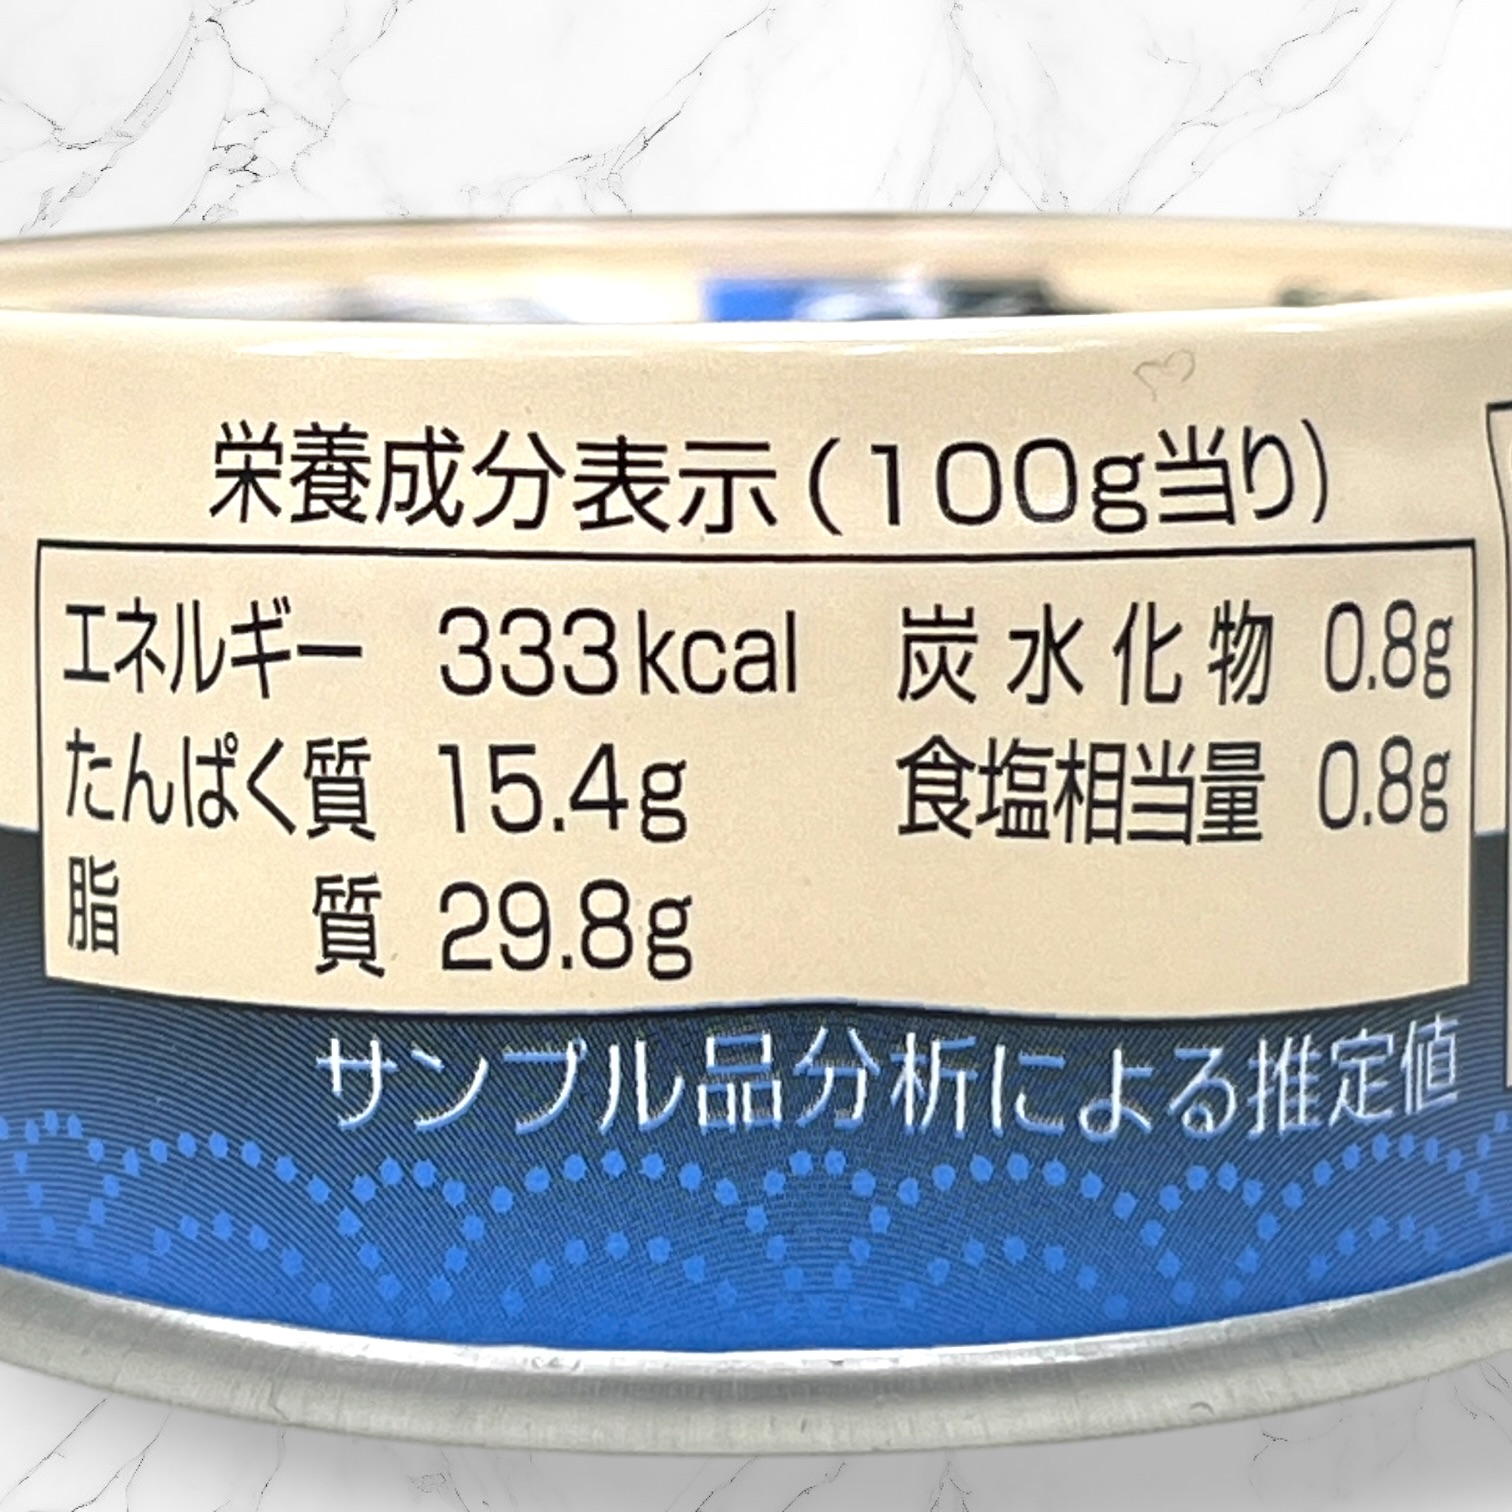 栄養成分表示(100g当り)
エネルギー 333kcal 炭水化物 0.8g
たんぱく質 15.4g 食塩相当量 0.8g
脂質 29.8g
サンプル品分析による推定値